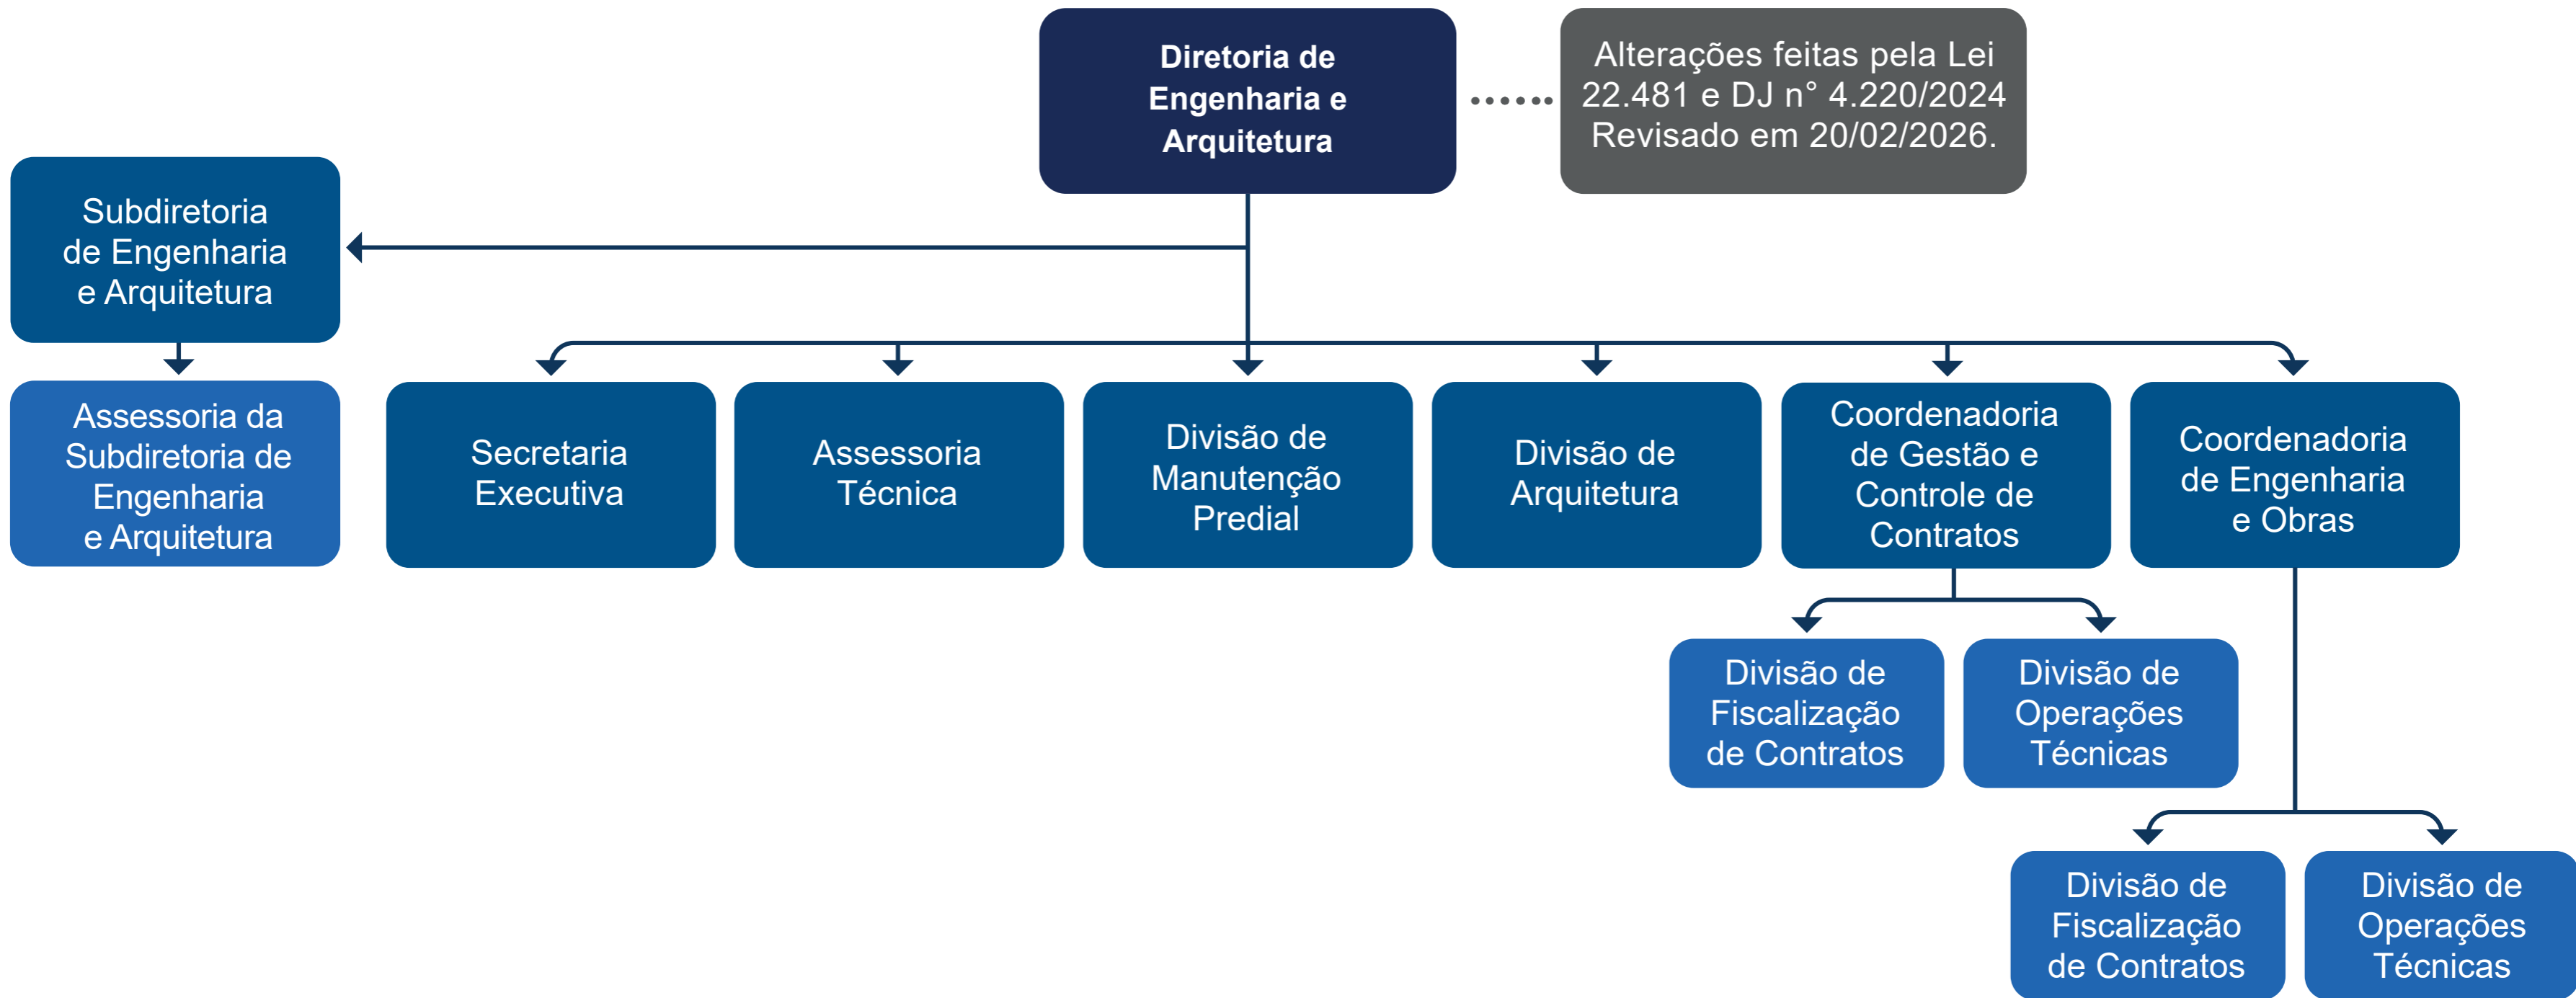 Diretoria de
Engenharia e
Arquitetura
Alterações feitas pela Lei
22.481 e DJ n° 4.220/2024
Revisado em 20/02/2026.
Subdiretoria
de Engenharia
e Arquitetura
Assessoria da
Subdiretoria de
Engenharia
e Arquitetura
Secretaria
Executiva
Assessoria
Técnica
Divisão de
Manutenção
Predial
Divisão de
Arquitetura
Coordenadoria
de Gestão e
Controle de
Contratos
Coordenadoria
de Engenharia
e Obras
Divisão de
Fiscalização
de Contratos
Divisão de
Operações
Técnicas
Divisão de
Fiscalização
de Contratos
Divisão de
Operações
Técnicas